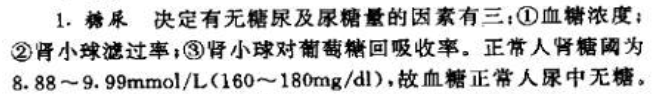 1. 糖尿 决定有无糖尿及尿糖量的因素有三:①血糖浓度;
②肾小球滤过率;③肾小球对葡萄糖回吸收率。正常人肾糖阈为
8.88～9.99mmol/L(160～180mg/dl),故血糖正常人尿中无糖。